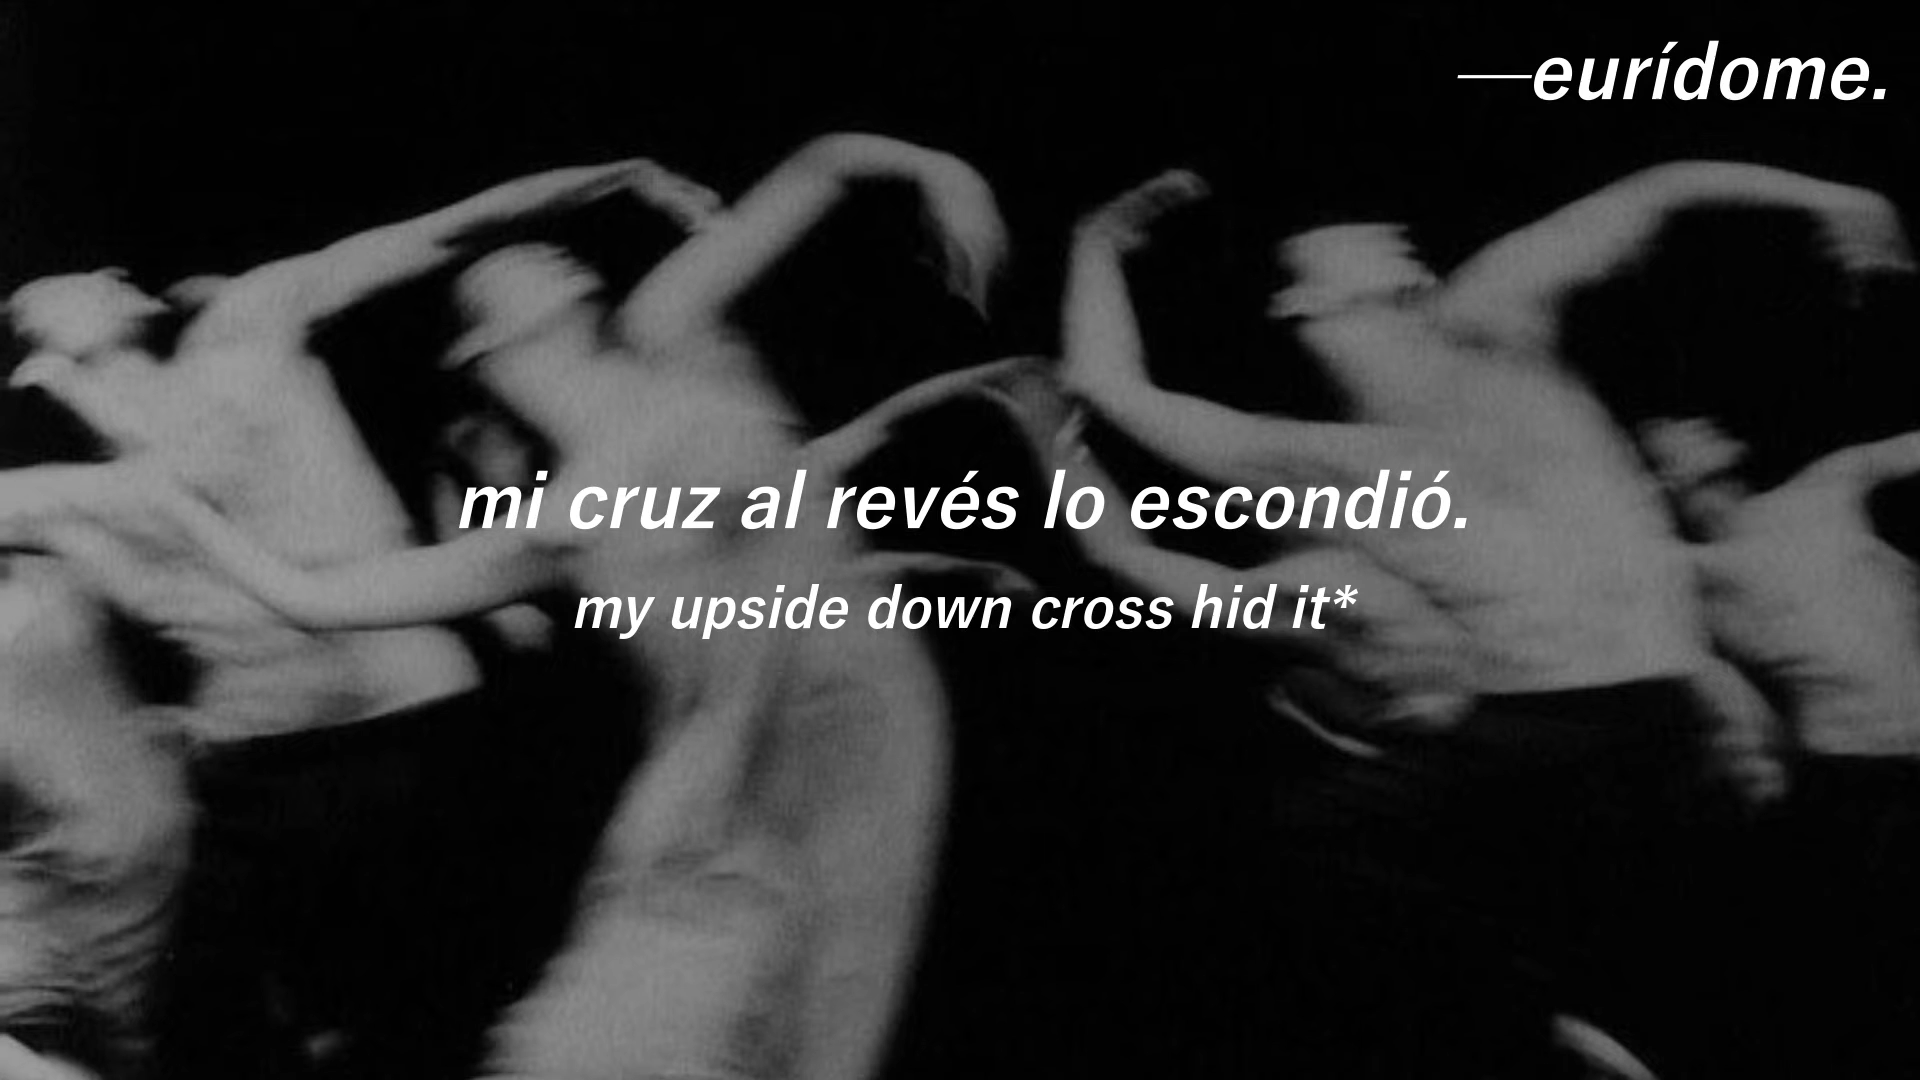 —eurídome.
mi cruz al revés lo escondió.
my upside down cross hid it*